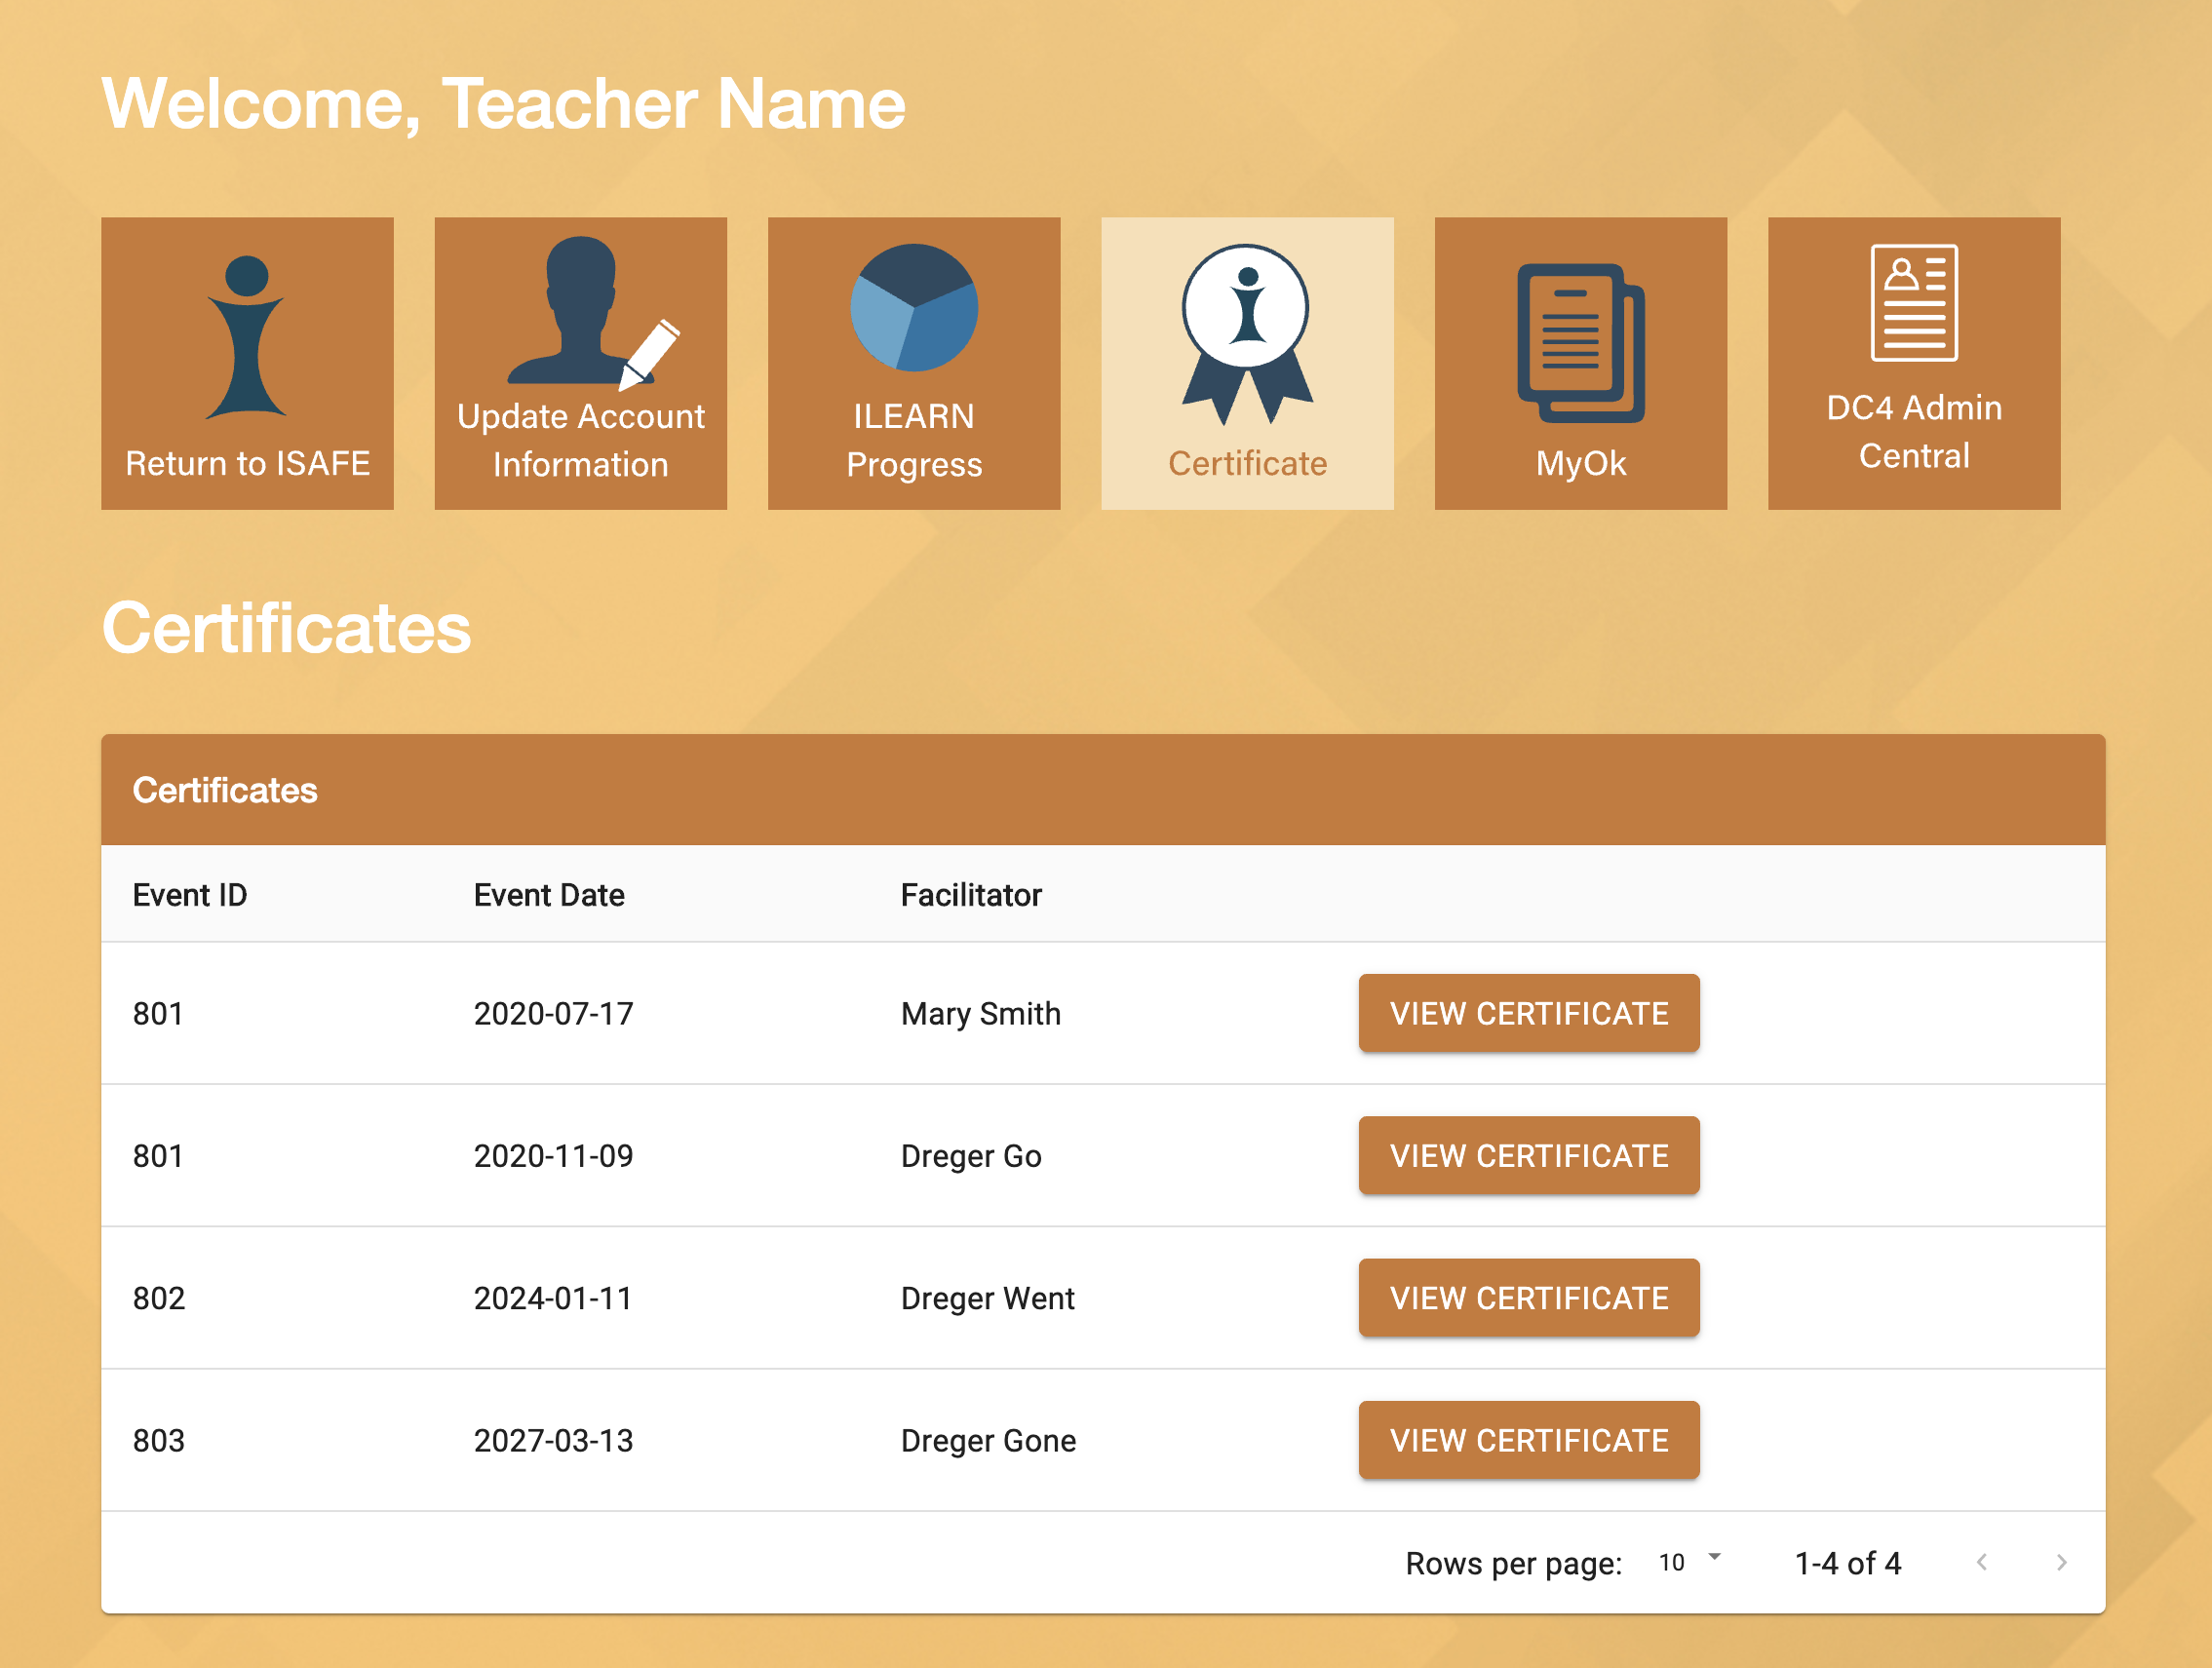 Welcome, Teacher Name
Return to ISAFE
Update Account
Information
ILEARN
Progress
Certificate
MyOk
DC4 Admin
Central
Certificates
Certificates
Event ID Event Date Facilitator
801 2020-07-17 Mary Smith VIEW CERTIFICATE
801 2020-11-09 Dreger Go VIEW CERTIFICATE
802 2024-01-11 Dreger Went VIEW CERTIFICATE
803 2027-03-13 Dreger Gone VIEW CERTIFICATE
Rows per page: 10 1-4 of 4